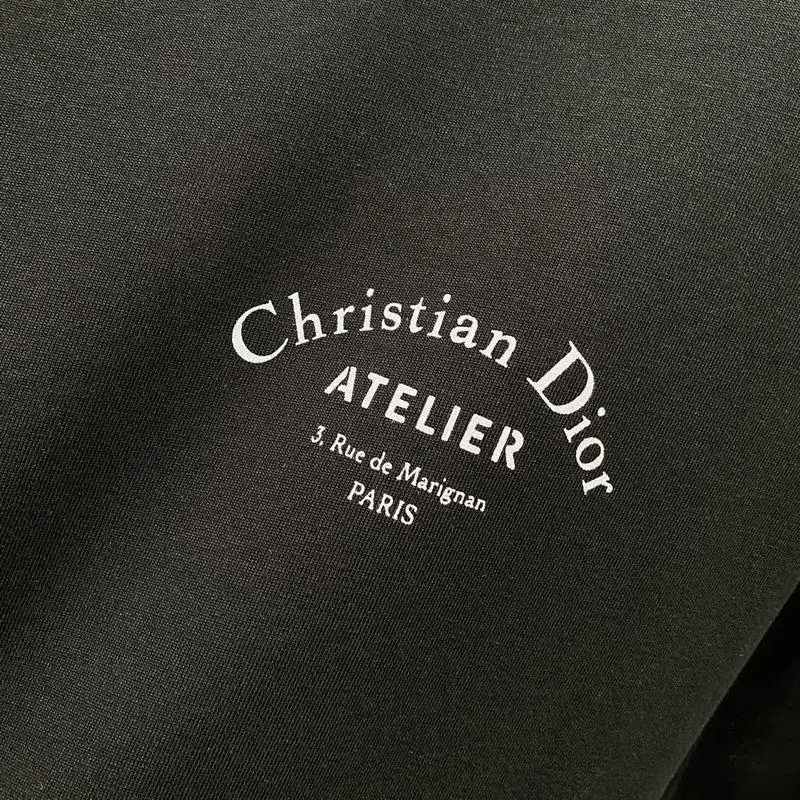 Christian Dior
ATELIER
3, Rue de Marignan
PARIS